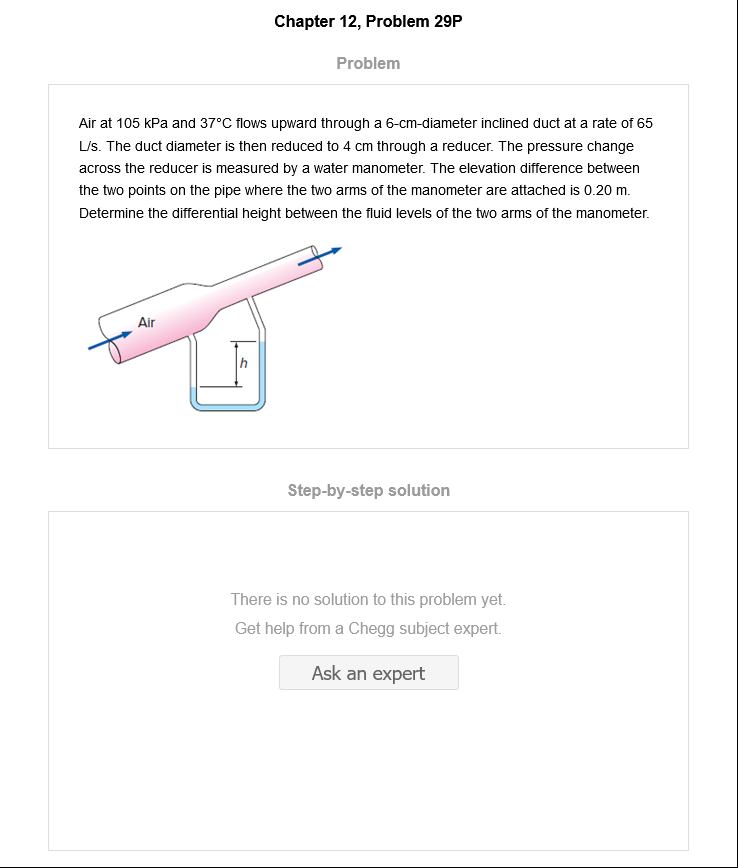 Chapter 12, Problem 29P
Problem
Air at 105 kPa and 37°C flows upward through a 6-cm-diameter inclined duct at a rate of 65
L/s. The duct diameter is then reduced to 4 cm through a reducer. The pressure change
across the reducer is measured by a water manometer. The elevation difference between
the two points on the pipe where the two arms of the manometer are attached is 0.20 m.
Determine the differential height between the fluid levels of the two arms of the manometer.
Air
h
Step-by-step solution
There is no solution to this problem yet.
Get help from a Chegg subject expert.
Ask an expert